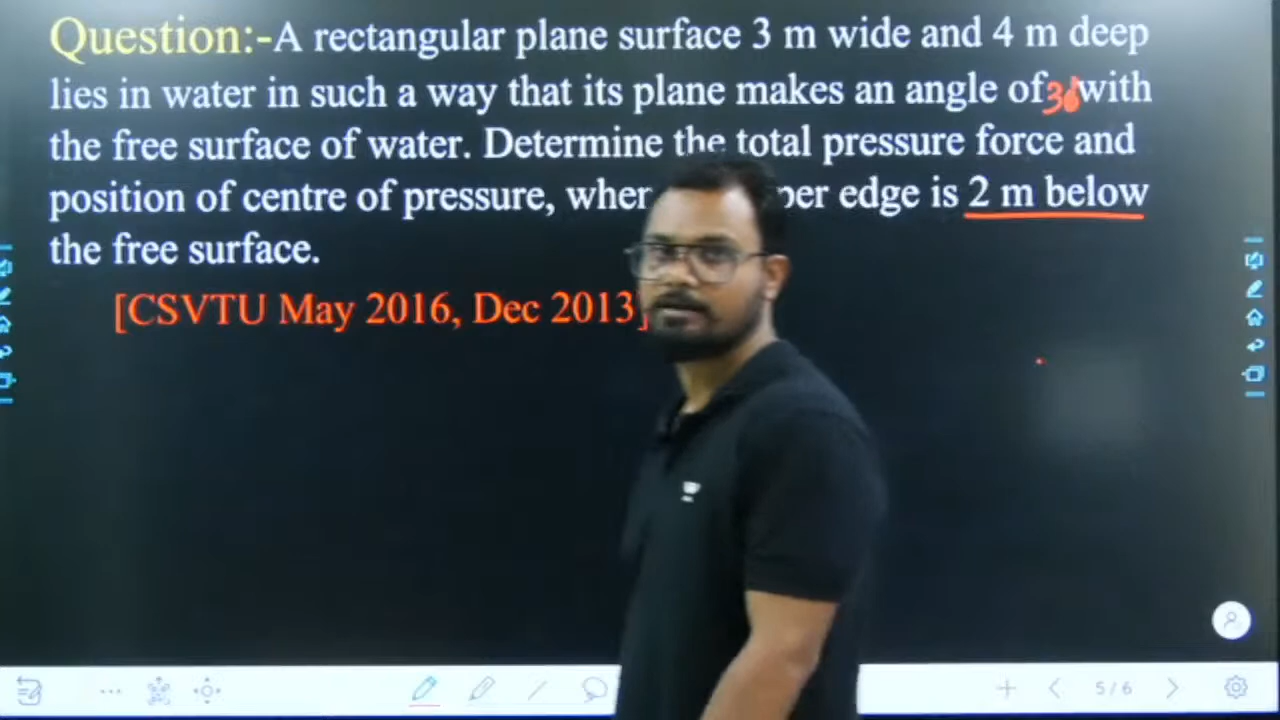 Question:-A rectangular plane surface 3 m wide and 4 m deep
lies in water in such a way that its plane makes an angle of 30° with
the free surface of water. Determine the total pressure force and
position of centre of pressure, edge is 2 m below
the free surface.
[CSVTU May 2016, Dec 2013]
5/6